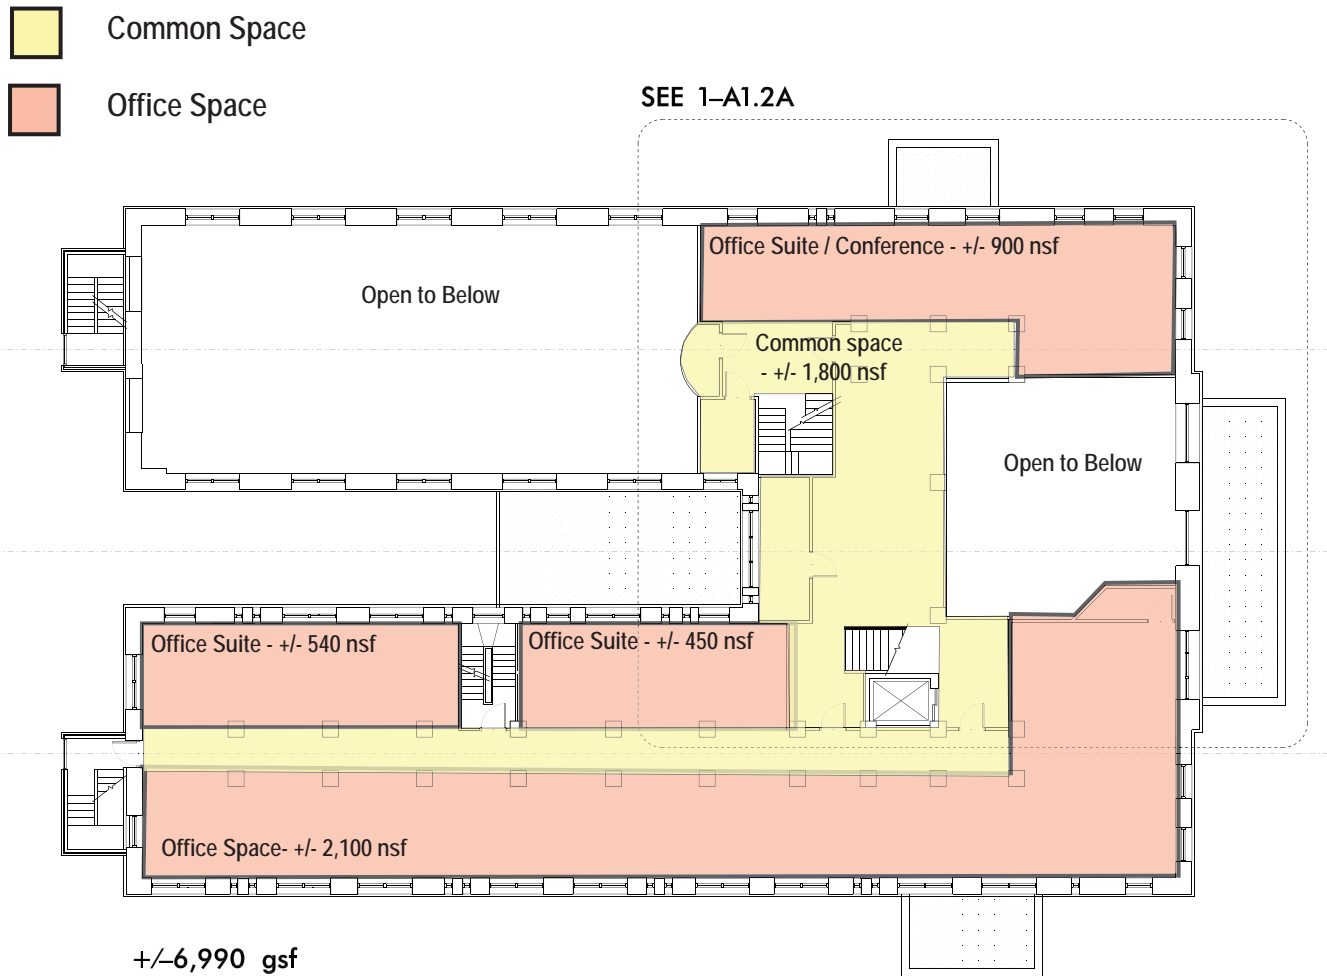 Common Space
Office Space
SEE 1–A1.2A
Office Suite / Conference - +/- 900 nsf
Open to Below
Common space
- +/- 1,800 nsf
Open to Below
Office Suite - +/- 540 nsf
Office Suite - +/- 450 nsf
Office Space- +/- 2,100 nsf
+/–6,990 gsf